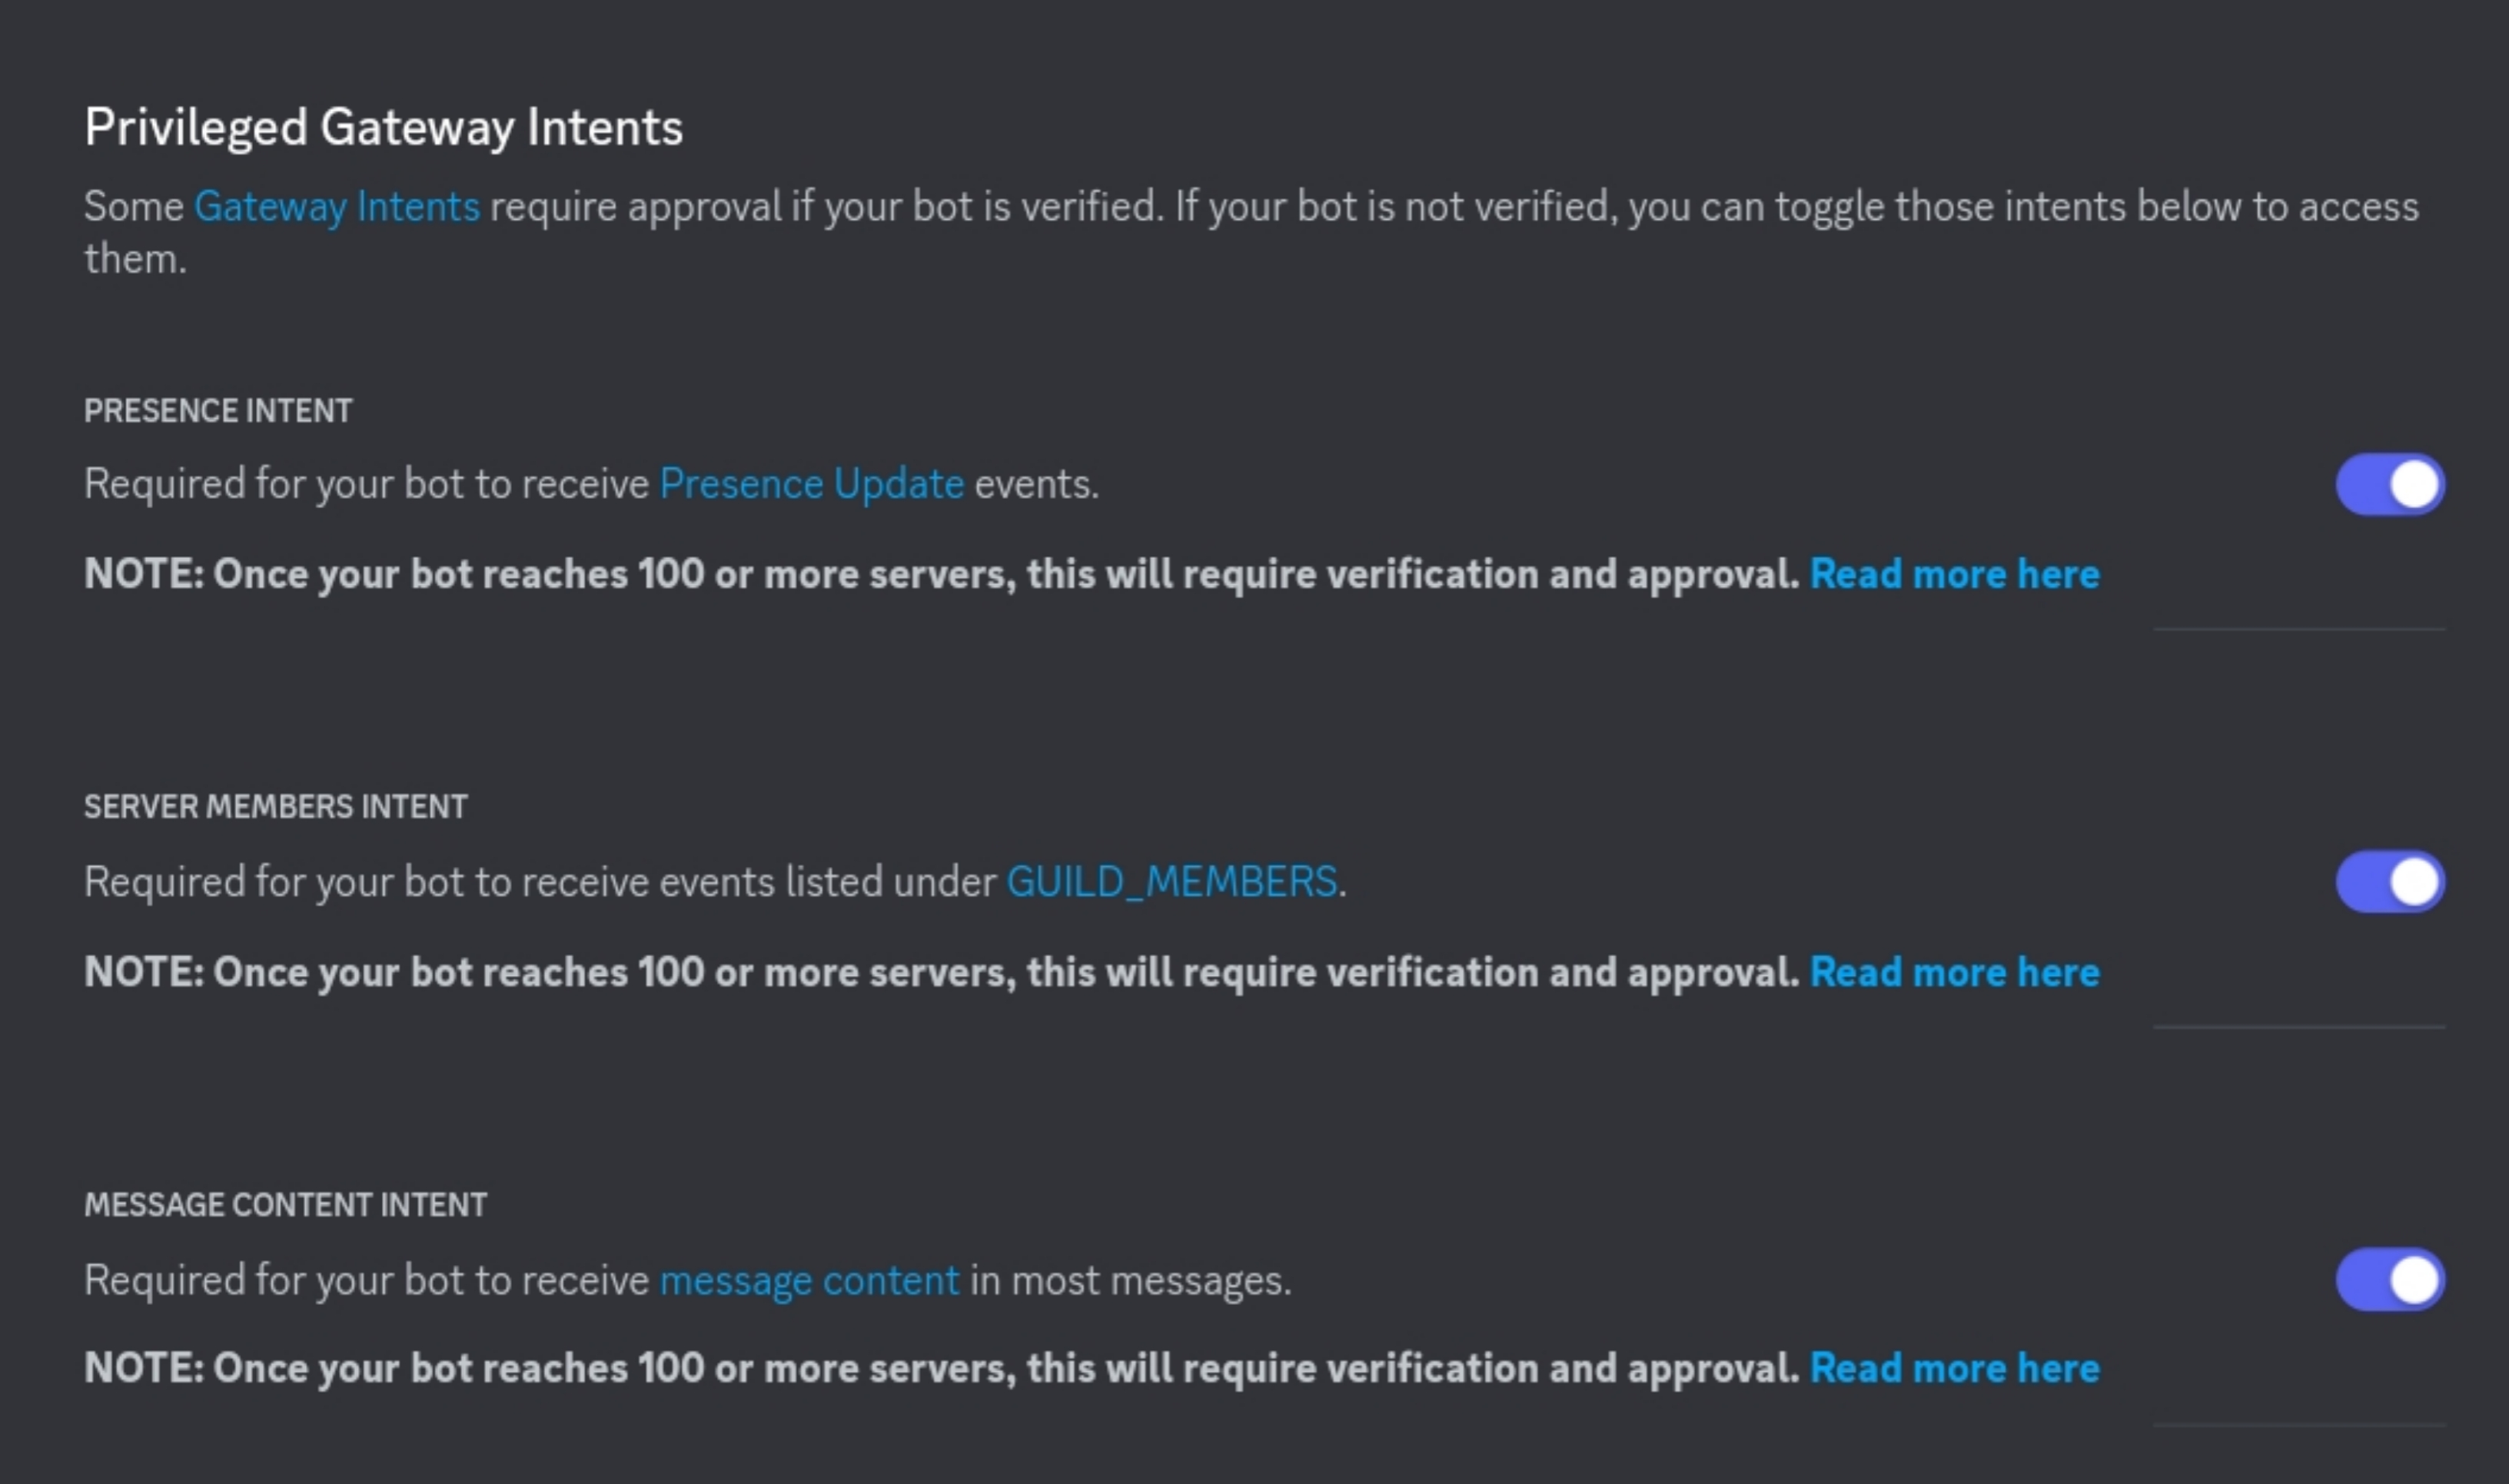 Privileged Gateway Intents
Some Gateway Intents require approval if your bot is verified. If your bot is not verified, you can toggle those intents below to access
them.
PRESENCE INTENT
Required for your bot to receive Presence Update events.
NOTE: Once your bot reaches 100 or more servers, this will require verification and approval. Read more here
SERVER MEMBERS INTENT
Required for your bot to receive events listed under GUILD_MEMBERS.
NOTE: Once your bot reaches 100 or more servers, this will require verification and approval. Read more here
MESSAGE CONTENT INTENT
Required for your bot to receive message content in most messages.
NOTE: Once your bot reaches 100 or more servers, this will require verification and approval. Read more here